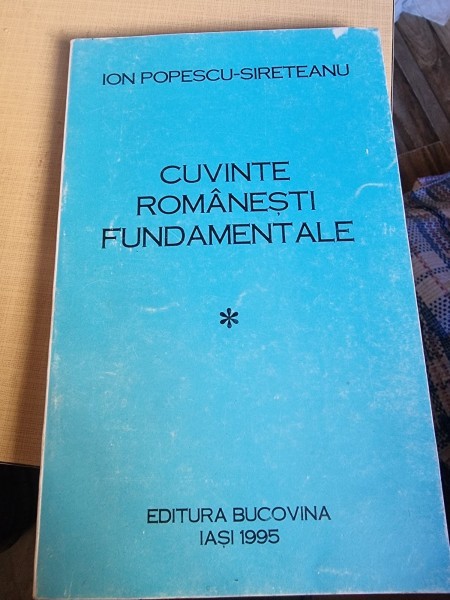 ION POPESCU-SIRETEANU
CUVINTE
ROMÂNEȘTI
FUNDAMENTALE
*
EDITURA BUCOVINA
IAȘI 1995